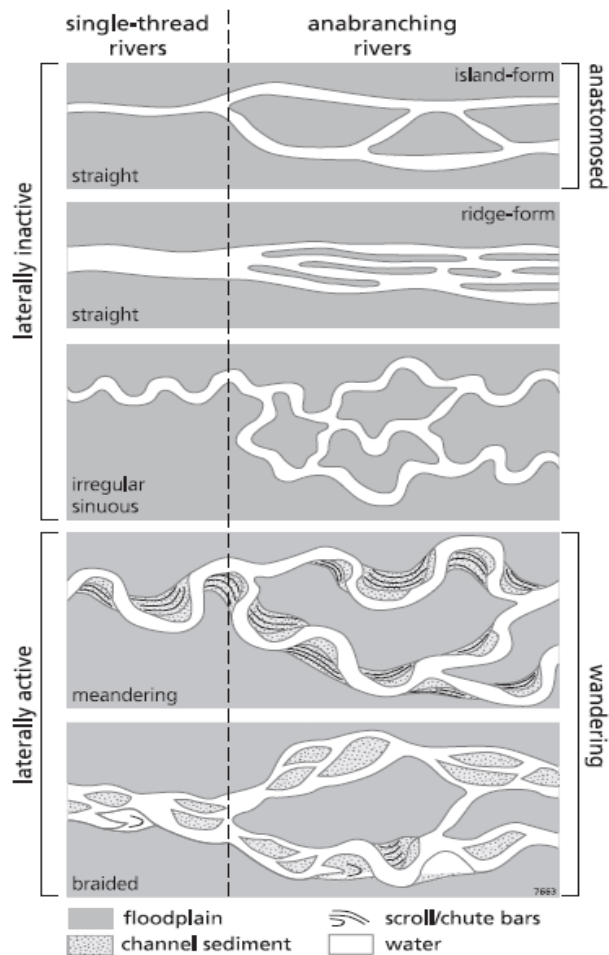 single-thread
rivers
anabranching
rivers
island-form
straight
anastomosed
ridge-form
straight
laterally inactive
irregular
sinuous
meandering
laterally active
wandering
braided
7663
floodplain
scroll/chute bars
channel sediment
water